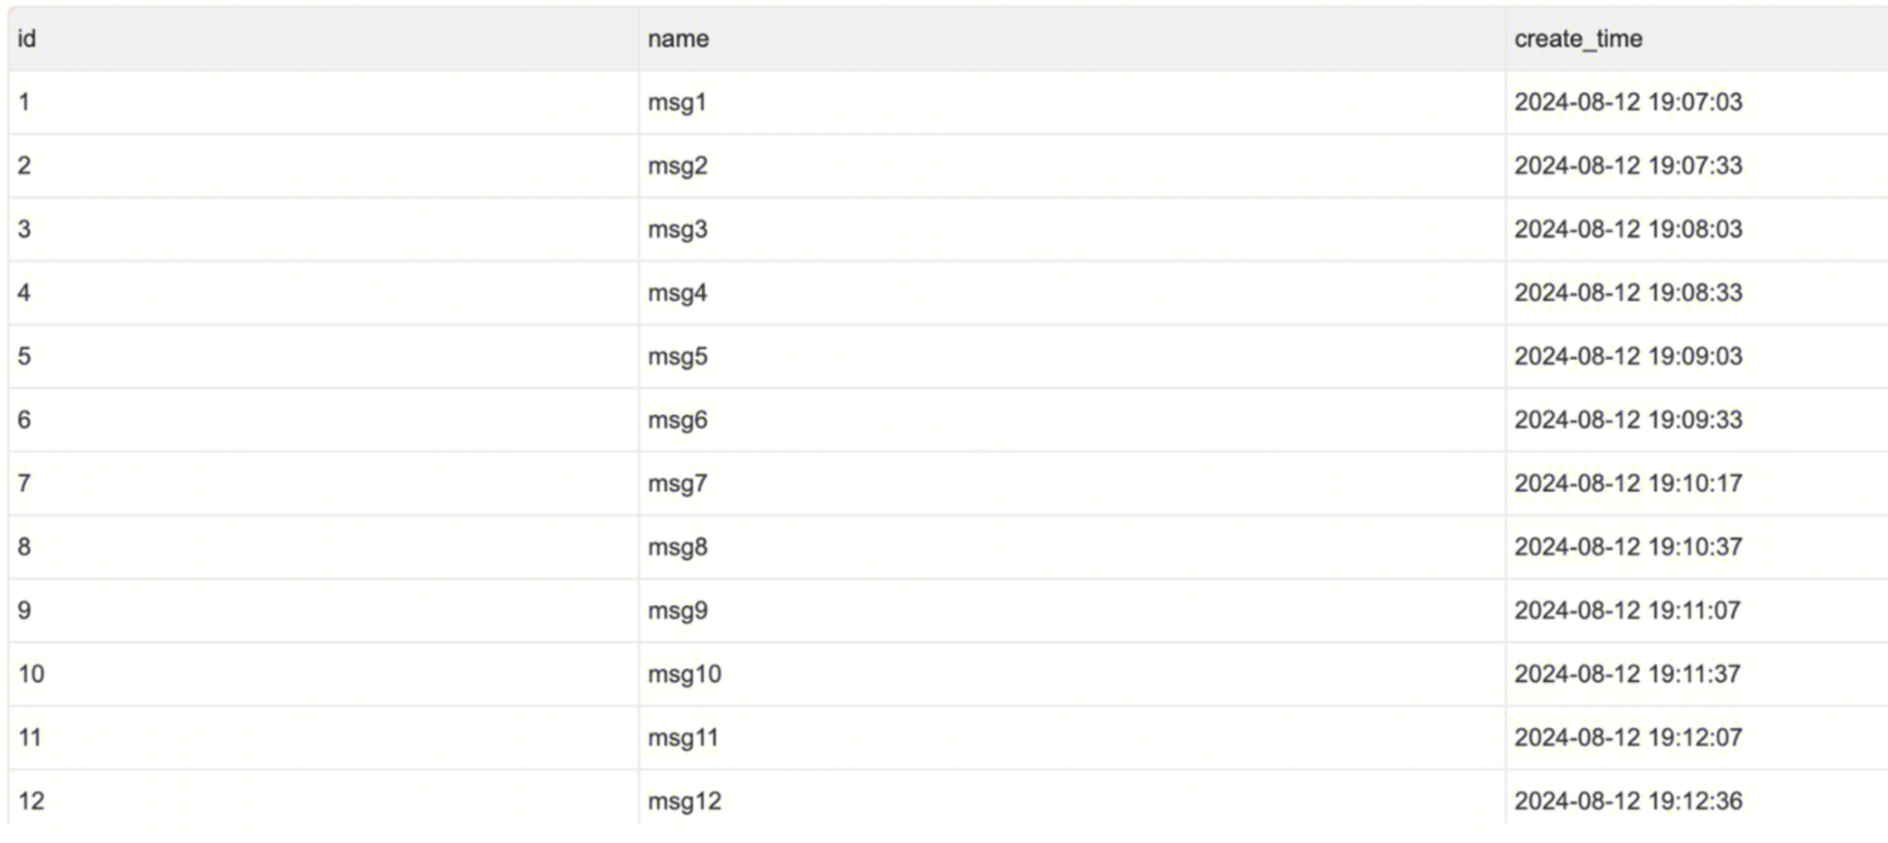 id name create_time
1 msg1 2024-08-12 19:07:03
2 msg2 2024-08-12 19:07:33
3 msg3 2024-08-12 19:08:03
4 msg4 2024-08-12 19:08:33
5 msg5 2024-08-12 19:09:03
6 msg6 2024-08-12 19:09:33
7 msg7 2024-08-12 19:10:17
8 msg8 2024-08-12 19:10:37
9 msg9 2024-08-12 19:11:07
10 msg10 2024-08-12 19:11:37
11 msg11 2024-08-12 19:12:07
12 msg12 2024-08-12 19:12:36